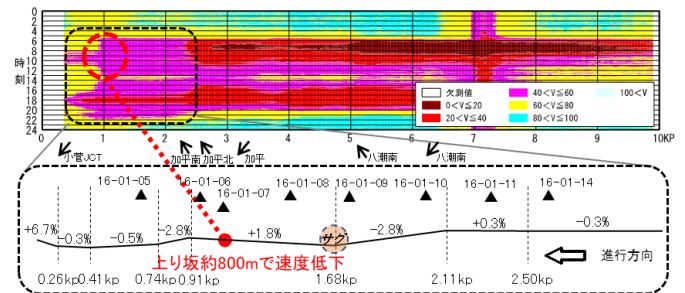 0
2
4
6
8
10
12
14
16
18
20
22
24
時刻
欠測値
0<V≦20
20<V≦40
40<V≦60
60<V≦80
80<V≦100
100<V
0 1 2 3 4 5 6 7 8 9 10KP
小菅JCT 加平南 加平北 加平 八潮南 八潮南
16-01-05 16-01-06 16-01-07 16-01-08 16-01-09 16-01-10 16-01-11 16-01-14
+6.7% -0.3% -0.5% -2.8% +1.8% サグ -2.8% +0.3% -0.3%
上り坂約800mで速度低下
進行方向
0.26kp 0.41kp 0.74kp 0.91kp 1.68kp 2.11kp 2.50kp